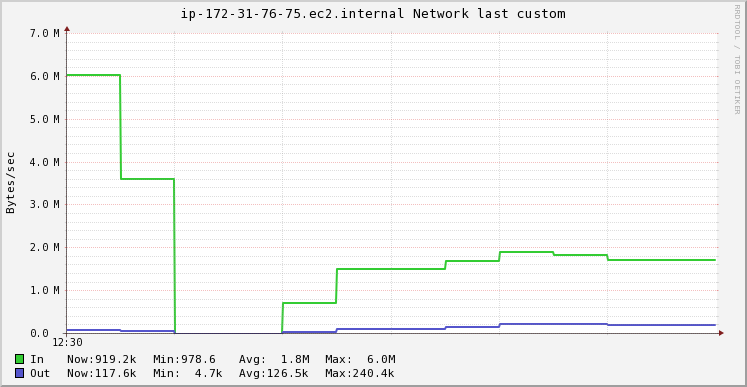 ip-172-31-76-75.ec2.internal Network last custom
RRDTOOL / TOBI OETIKER
Bytes/sec
7.0 M
6.0 M
5.0 M
4.0 M
3.0 M
2.0 M
1.0 M
0.0
12:30
In Now:919.2k Min:978.6 Avg: 1.8M Max: 6.0M
Out Now:117.6k Min: 4.7k Avg:126.5k Max:240.4k